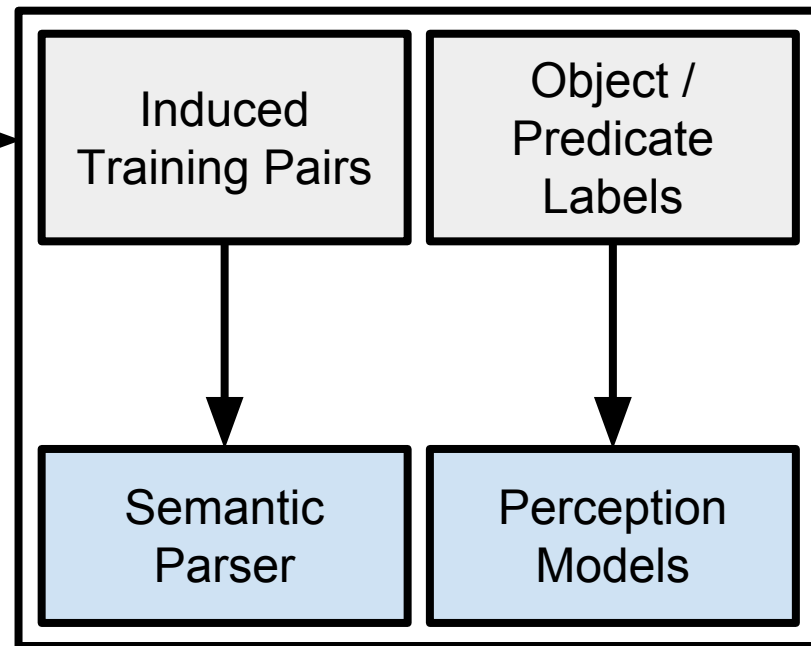 Induced
Training Pairs
Object /
Predicate
Labels
Semantic
Parser
Perception
Models